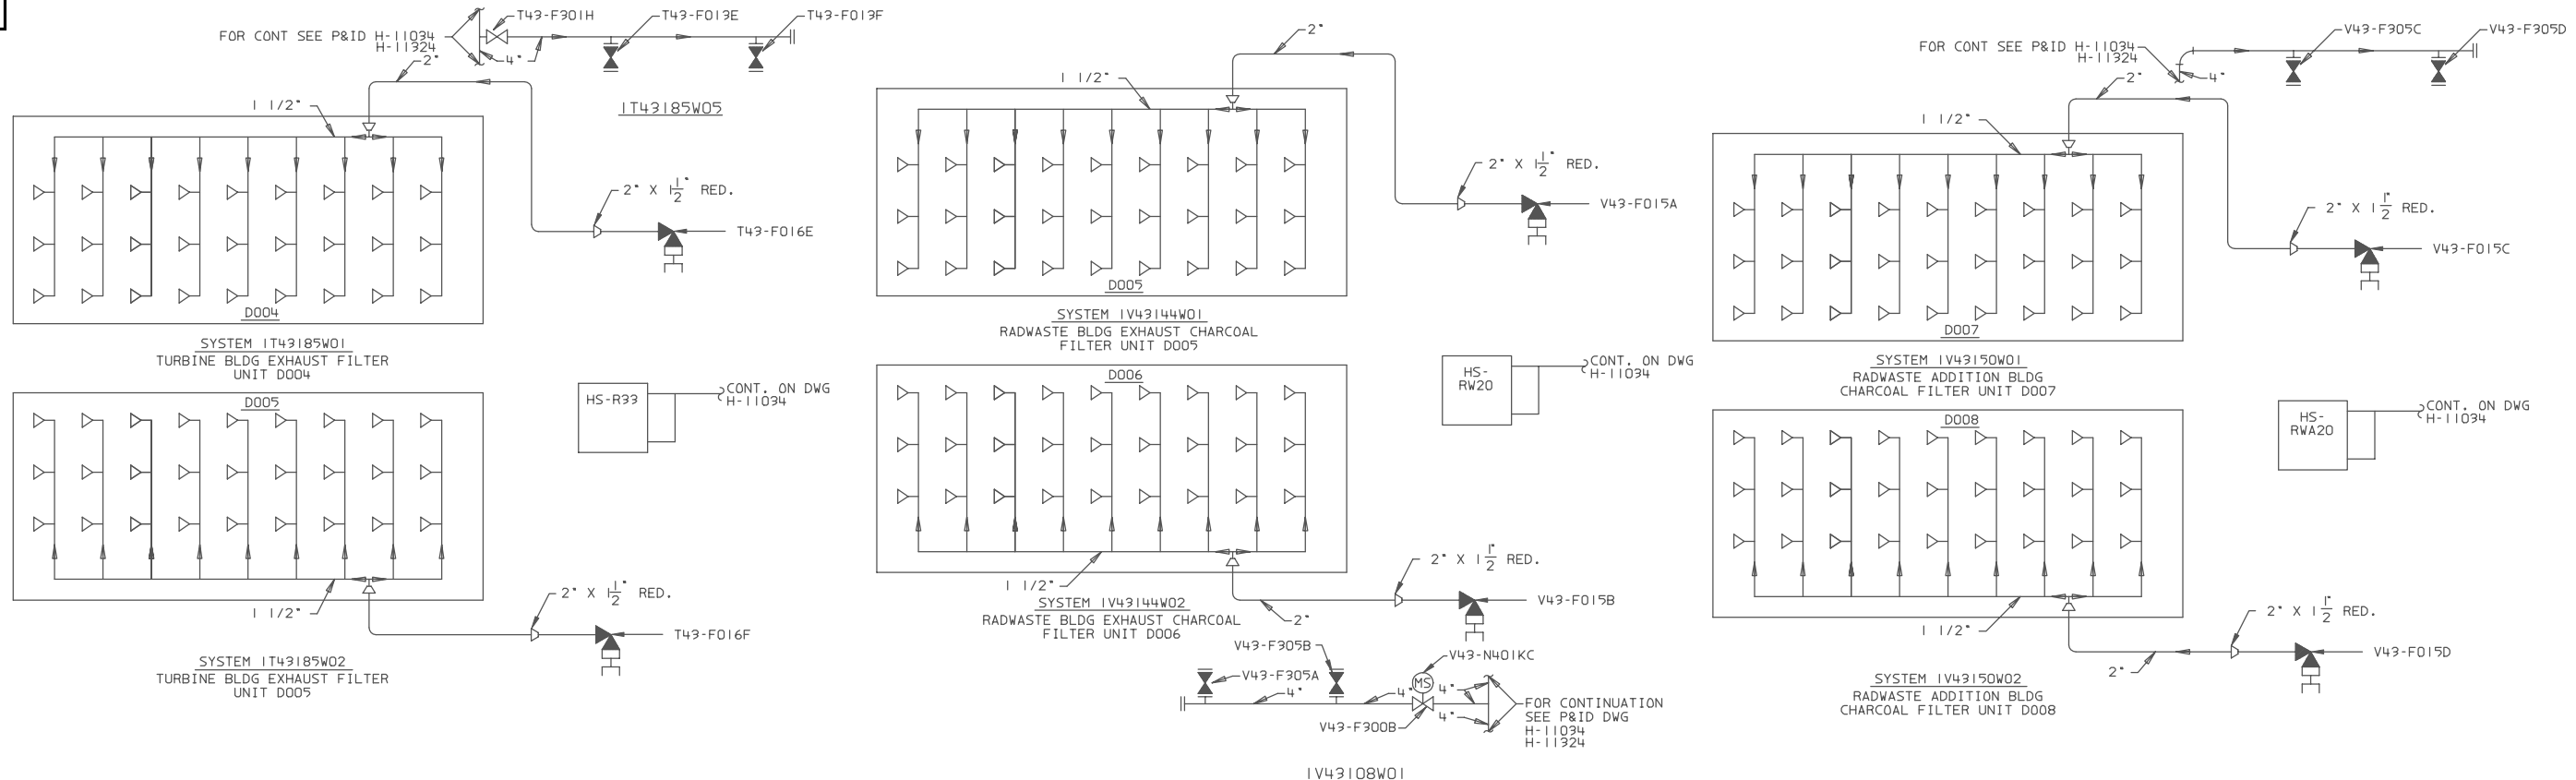 FOR CONT SEE P&ID H-11034
H-11324
T43-F301H
T43-F013E
T43-F013F
4"
2"
1 1/2"
1T43185W05
2" X 1 1/2" RED.
T43-F016E
D004
SYSTEM 1T43185W01
TURBINE BLDG EXHAUST FILTER
UNIT D004
D005
HS-R33
CONT. ON DWG
H-11034
1 1/2"
2" X 1 1/2" RED.
T43-F016F
SYSTEM 1T43185W02
TURBINE BLDG EXHAUST FILTER
UNIT D005
2"
1 1/2"
2" X 1 1/2" RED.
V43-F015A
D005
SYSTEM 1V43144W01
RADWASTE BLDG EXHAUST CHARCOAL
FILTER UNIT D005
D006
HS-
RW20
CONT. ON DWG
H-11034
1 1/2"
2" X 1 1/2" RED.
V43-F015B
2"
SYSTEM 1V43144W02
RADWASTE BLDG EXHAUST CHARCOAL
FILTER UNIT D006
V43-F305B
V43-N401KC
V43-F305A
MS
4"
4"
4"
4"
V43-F300B
FOR CONTINUATION
SEE P&ID DWG
H-11034
H-11324
1V43108W01
FOR CONT SEE P&ID H-11034
H-11324
V43-F305C
V43-F305D
4"
2"
1 1/2"
2" X 1 1/2" RED.
V43-F015C
D007
SYSTEM 1V43150W01
RADWASTE ADDITION BLDG
CHARCOAL FILTER UNIT D007
D008
HS-
RWA20
CONT. ON DWG
H-11034
1 1/2"
2" X 1 1/2" RED.
V43-F015D
2"
SYSTEM 1V43150W02
RADWASTE ADDITION BLDG
CHARCOAL FILTER UNIT D008